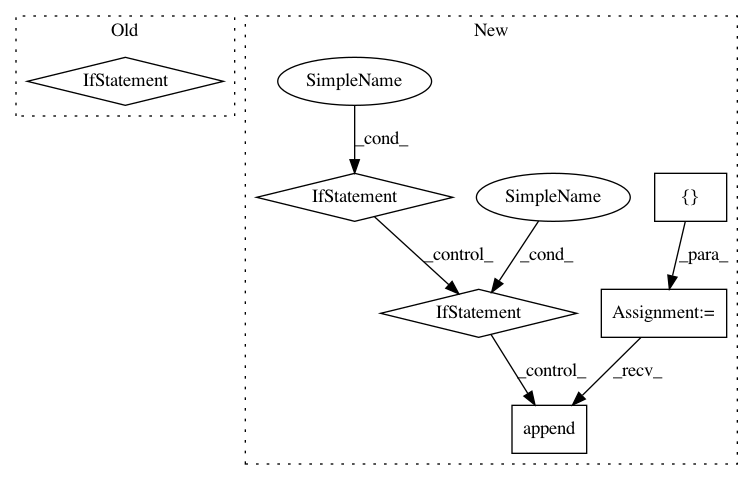 Old
New
IfStatement
SimpleName
_cond_
IfStatement
SimpleName
{}
_control_
_cond_
_para_
IfStatement
Assignment:=
_control_
_recv_
append